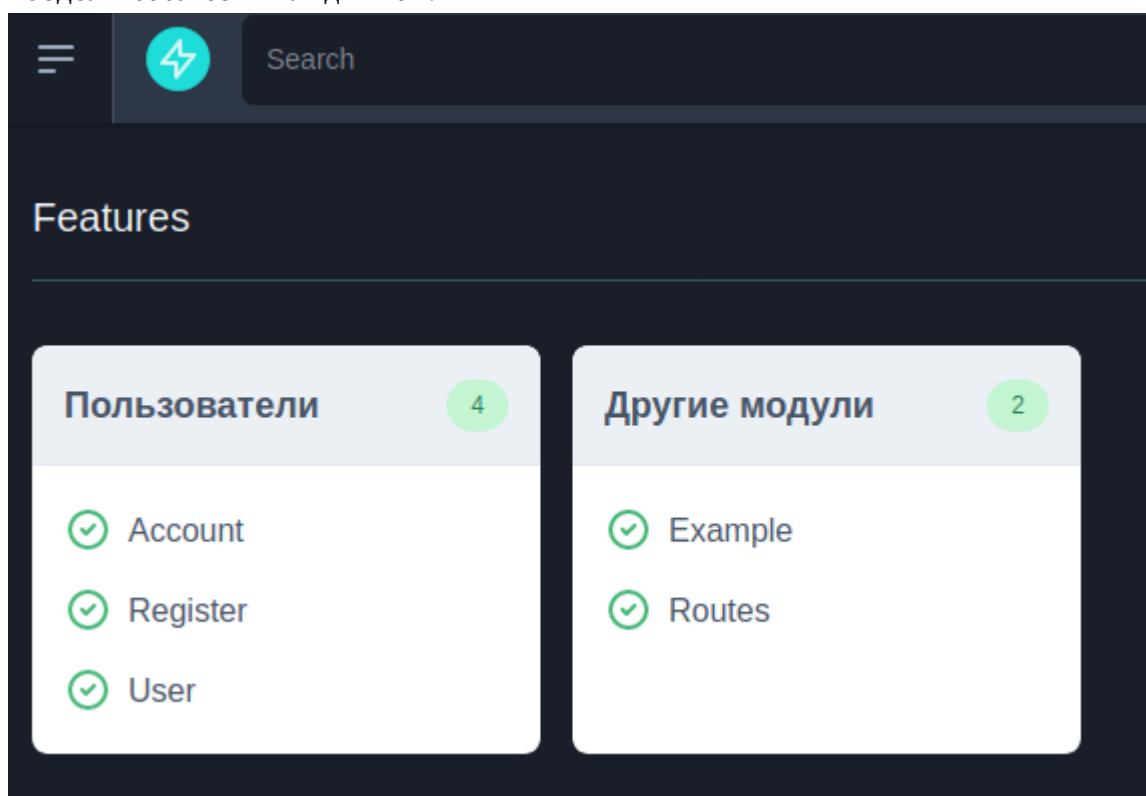 Search
Features
Пользователи 4
Account
Register
User
Другие модули 2
Example
Routes